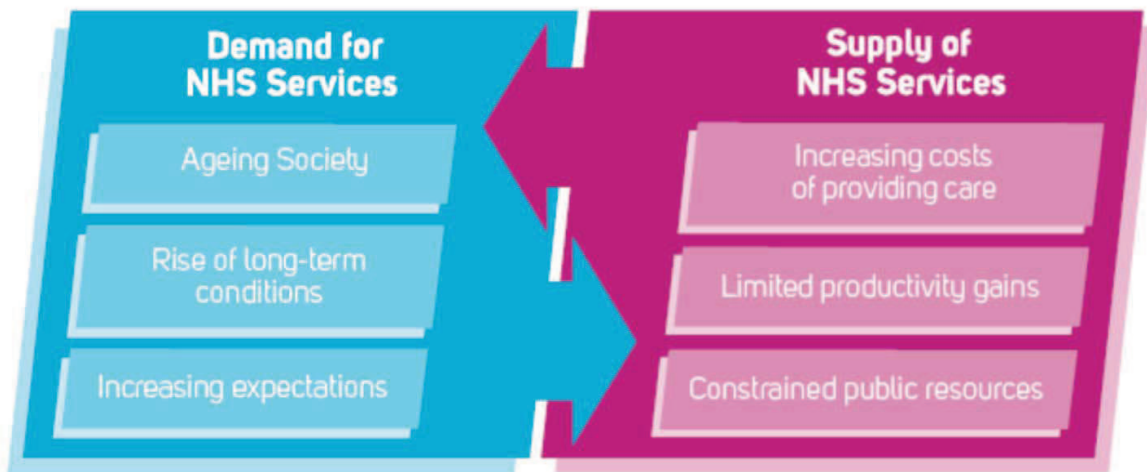 Demand for
NHS Services
Ageing Society
Rise of long-term
conditions
Increasing expectations
Supply of
NHS Services
Increasing costs
of providing care
Limited productivity gains
Constrained public resources